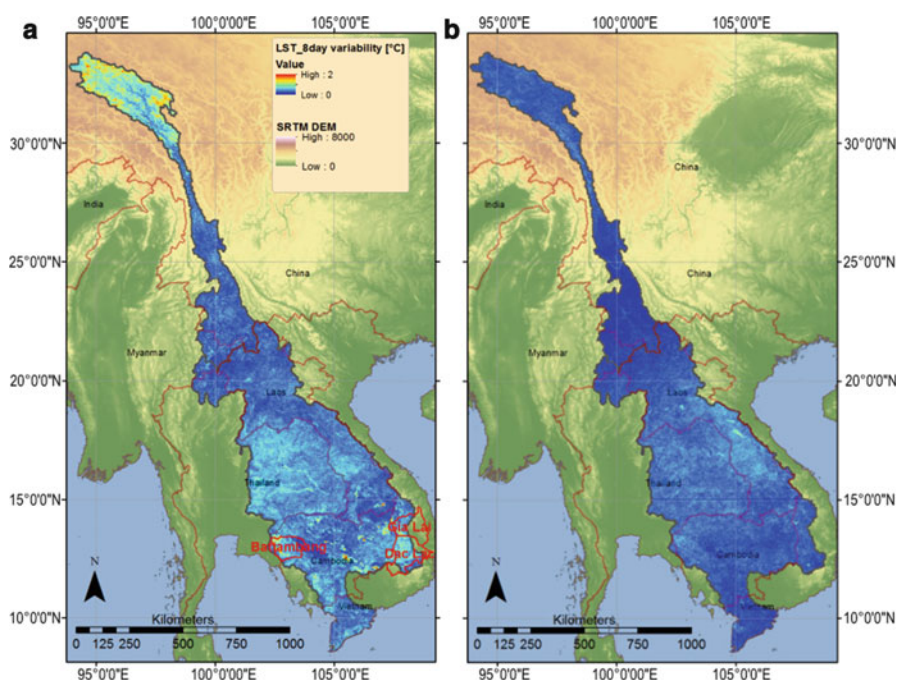 95°0'0"E 100°0'0"E 105°0'0"E 95°0'0"E 100°0'0"E 105°0'0"E
a
LST_8day variability [°C]
Value
High : 2
Low : 0
SRTM DEM
High : 8000
Low : 0
b
30°0'0"N
25°0'0"N
20°0'0"N
15°0'0"N
10°0'0"N
India
China
Myanmar
Laos
Thailand
Gia Lai
Battambang
Dac Lac
Cambodia
Vietnam
N
Kilometers
0 125 250 500 750 1000
China
India
China
Myanmar
Laos
Thailand
Cambodia
Vietnam
N
Kilometers
0 125 250 500 750 1000
30°0'0"N
25°0'0"N
20°0'0"N
15°0'0"N
10°0'0"N
95°0'0"E 100°0'0"E 105°0'0"E 95°0'0"E 100°0'0"E 105°0'0"E